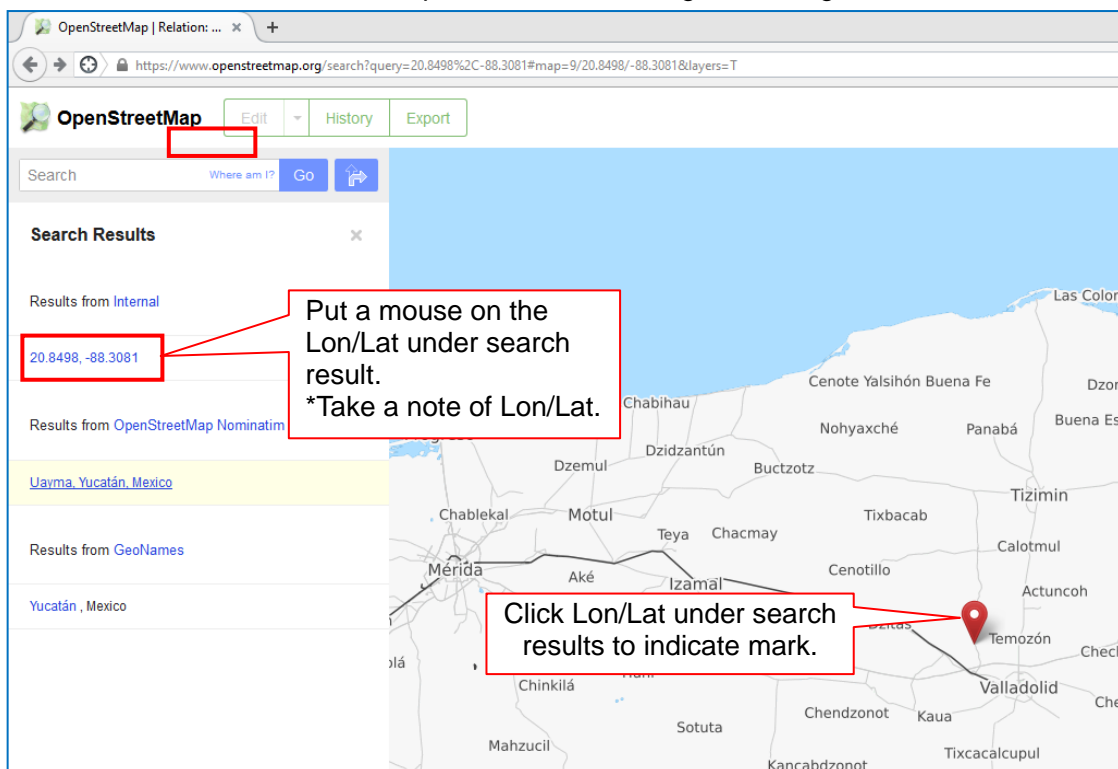 OpenStreetMap | Relation: ... × +
https://www.openstreetmap.org/search?query=20.8498%2C-88.3081#map=9/20.8498/-88.3081&layers=T
OpenStreetMap Edit History Export
Search Where am I? Go
Search Results ×
Results from Internal
20.8498, -88.3081
Results from OpenStreetMap Nominatim
Uayma, Yucatán, Mexico
Results from GeoNames
Yucatán , Mexico
Put a mouse on the
Lon/Lat under search
result.
*Take a note of Lon/Lat.
Click Lon/Lat under search
results to indicate mark.
Las Color
Cenote Yalsihón Buena Fe
Dzon
Chabihau
Nohyaxché
Panabá
Buena Es
Dzidzantún
Dzemul
Buctzotz
Tizimin
Chablekal
Motul
Tixbacab
Teya
Chacmay
Calotmul
Mérida
Aké
Izamal
Cenotillo
Actuncoh
Dzitas
Temozón
Chinkilá
Valladolid
Chendzonot
Kaua
Sotuta
Mahzucil
Tixcacalcupul
Kancabdzonot